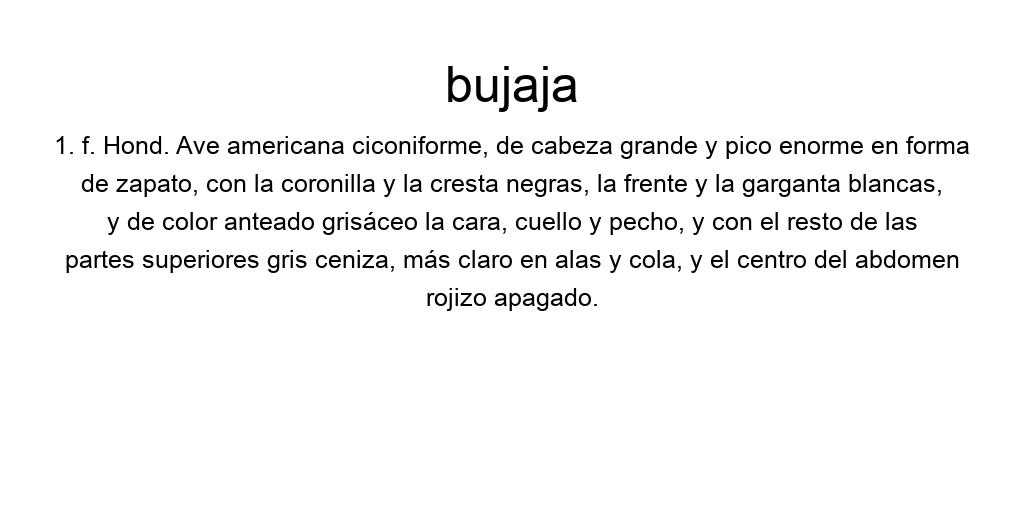 bujaja
1. f. Hond. Ave americana ciconiforme, de cabeza grande y pico enorme en forma
de zapato, con la coronilla y la cresta negras, la frente y la garganta blancas,
y de color anteado grisáceo la cara, cuello y pecho, y con el resto de las
partes superiores gris ceniza, más claro en alas y cola, y el centro del abdomen
rojizo apagado.